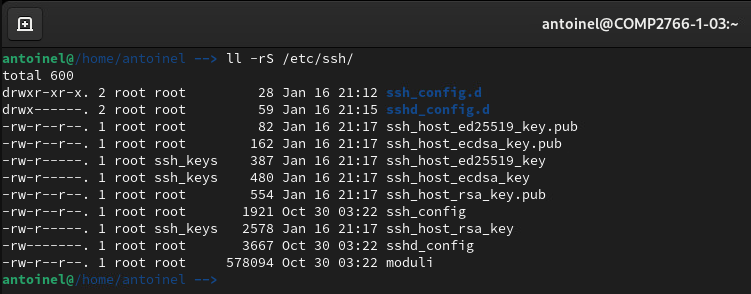 antoinel@COMP2766-1-03:~
antoinel@/home/antoinel --> ll -rS /etc/ssh/
total 600
drwxr-xr-x. 2 root root         28 Jan 16 21:12 ssh_config.d
drwx------. 2 root root         59 Jan 16 21:15 sshd_config.d
-rw-r--r--. 1 root root         82 Jan 16 21:17 ssh_host_ed25519_key.pub
-rw-r--r--. 1 root root        162 Jan 16 21:17 ssh_host_ecdsa_key.pub
-rw-r-----. 1 root ssh_keys    387 Jan 16 21:17 ssh_host_ed25519_key
-rw-r-----. 1 root ssh_keys    480 Jan 16 21:17 ssh_host_ecdsa_key
-rw-r--r--. 1 root root        554 Jan 16 21:17 ssh_host_rsa_key.pub
-rw-r--r--. 1 root root       1921 Oct 30 03:22 ssh_config
-rw-r-----. 1 root ssh_keys   2578 Jan 16 21:17 ssh_host_rsa_key
-rw-------. 1 root root       3667 Oct 30 03:22 sshd_config
-rw-r--r--. 1 root root     578094 Oct 30 03:22 moduli
antoinel@/home/antoinel -->